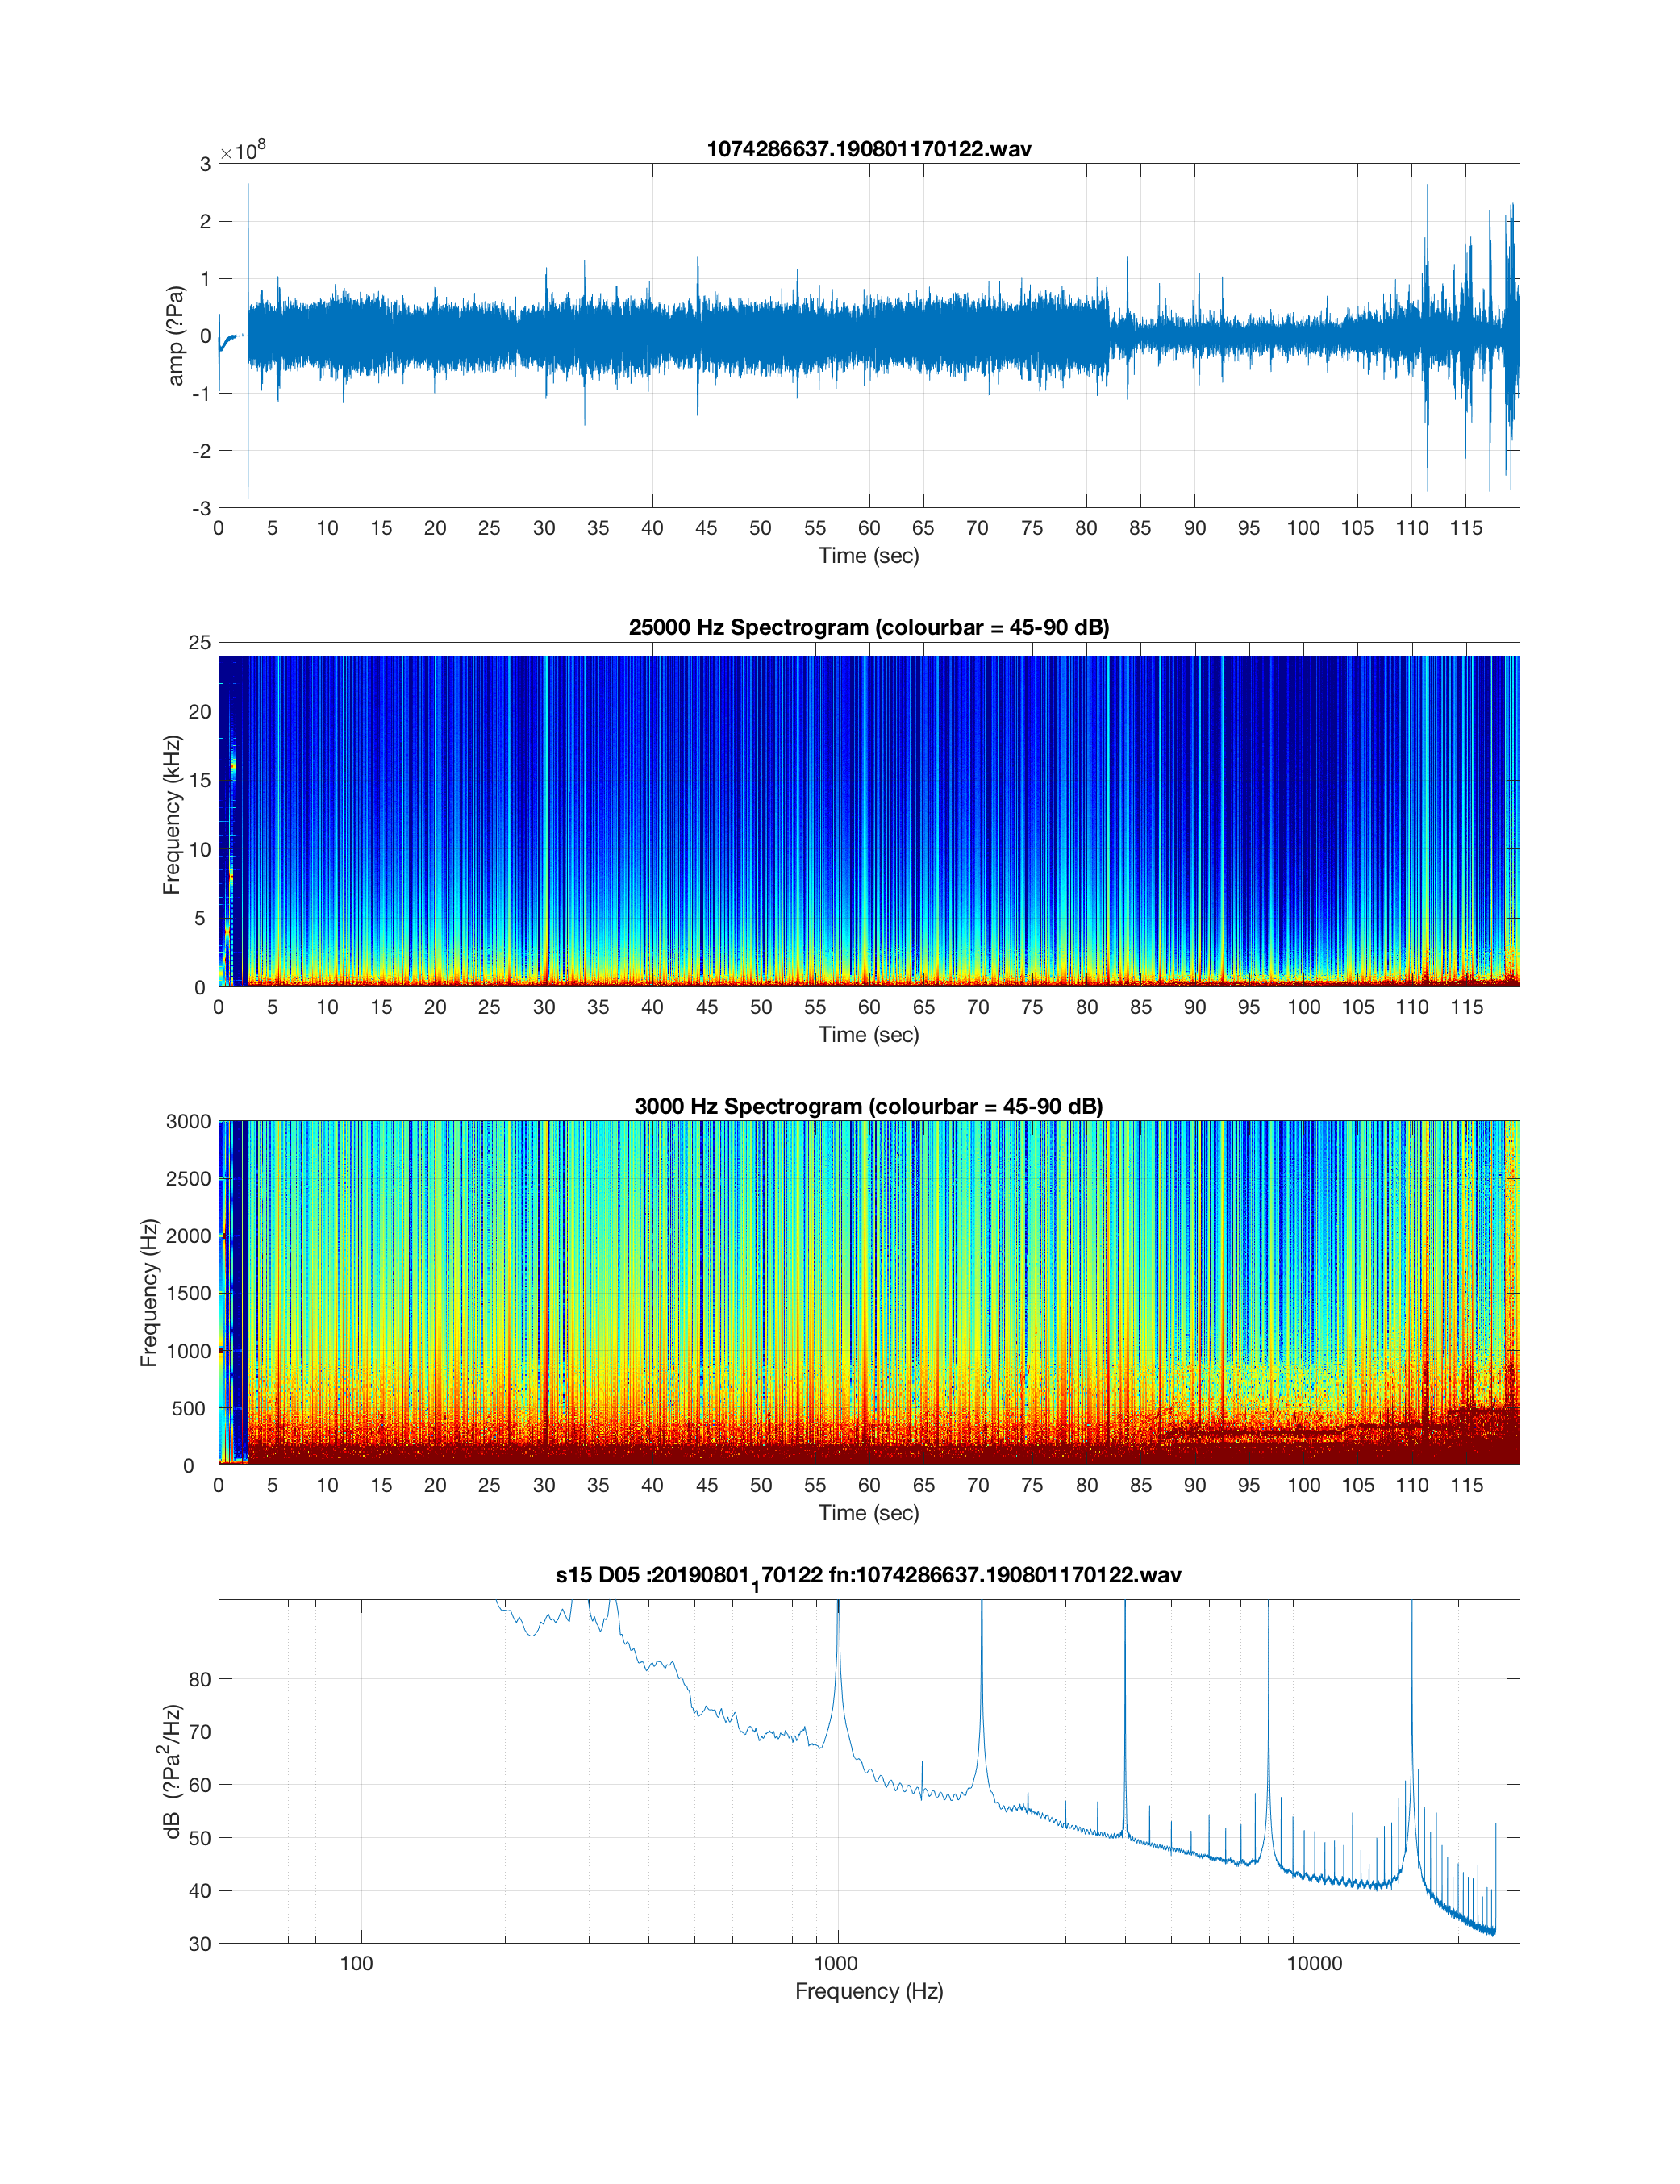 1074286637.190801170122.wav
×10^8
3
2
1
0
-1
-2
-3
amp (?Pa)
0 5 10 15 20 25 30 35 40 45 50 55 60 65 70 75 80 85 90 95 100 105 110 115
Time (sec)
25000 Hz Spectrogram (colourbar = 45-90 dB)
25
20
15
10
5
0
Frequency (kHz)
0 5 10 15 20 25 30 35 40 45 50 55 60 65 70 75 80 85 90 95 100 105 110 115
Time (sec)
3000 Hz Spectrogram (colourbar = 45-90 dB)
3000
2500
2000
1500
1000
500
0
Frequency (Hz)
0 5 10 15 20 25 30 35 40 45 50 55 60 65 70 75 80 85 90 95 100 105 110 115
Time (sec)
s15 D05 :20190801_170122 fn:1074286637.190801170122.wav
80
70
60
50
40
30
dB (?Pa^2/Hz)
100 1000 10000
Frequency (Hz)